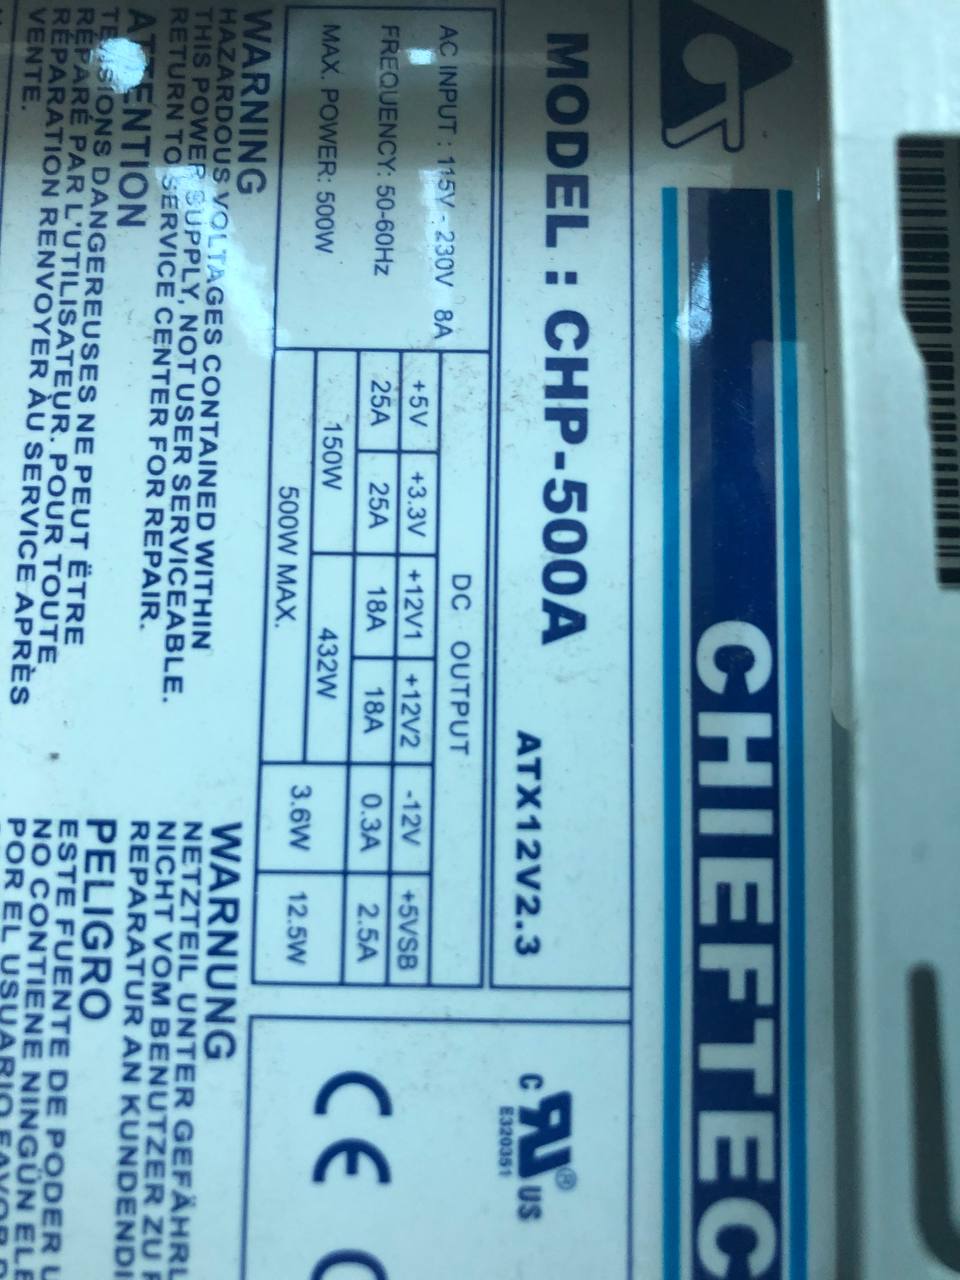 CHIEFTEC
MODEL : CHP-500A ATX12V2.3
AC INPUT : 115V - 230V 8A
FREQUENCY: 50-60Hz
MAX. POWER: 500W
DC OUTPUT
+5V +3.3V +12V1 +12V2 -12V +5VSB
25A 25A 18A 18A 0.3A 2.5A
150W 432W 3.6W 12.5W
500W MAX.
WARNING
HAZARDOUS VOLTAGES CONTAINED WITHIN
THIS POWER SUPPLY, NOT USER SERVICEABLE.
RETURN TO SERVICE CENTER FOR REPAIR.
ATTENTION
TENSIONS DANGEREUSES NE PEUT ËTRE
RÉPARÉ PAR L'UTILISATEUR. POUR TOUTE
RÉPARATION RENVOYER ÀU SERVICE APRÈS
VENTE.
WARNUNG
NETZTEIL UNTER GEFÄHRL
NICHT VOM BENUTZER ZU
REPARATUR AN KUNDENDI
PELIGRO
ESTE FUENTE DE PODER
NO CONTIENE NINGÚN ELE
POR EL USUARIO FAVOR
c RU ® US
E320351
CE